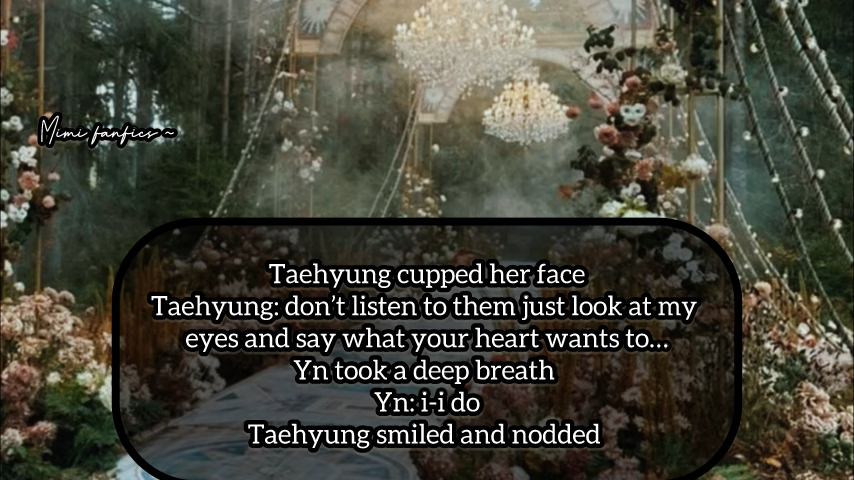 Mimi fanfics ~
Taehyung cupped her face
Taehyung: don’t listen to them just look at my
eyes and say what your heart wants to...
Yn took a deep breath
Yn: i-i do
Taehyung smiled and nodded